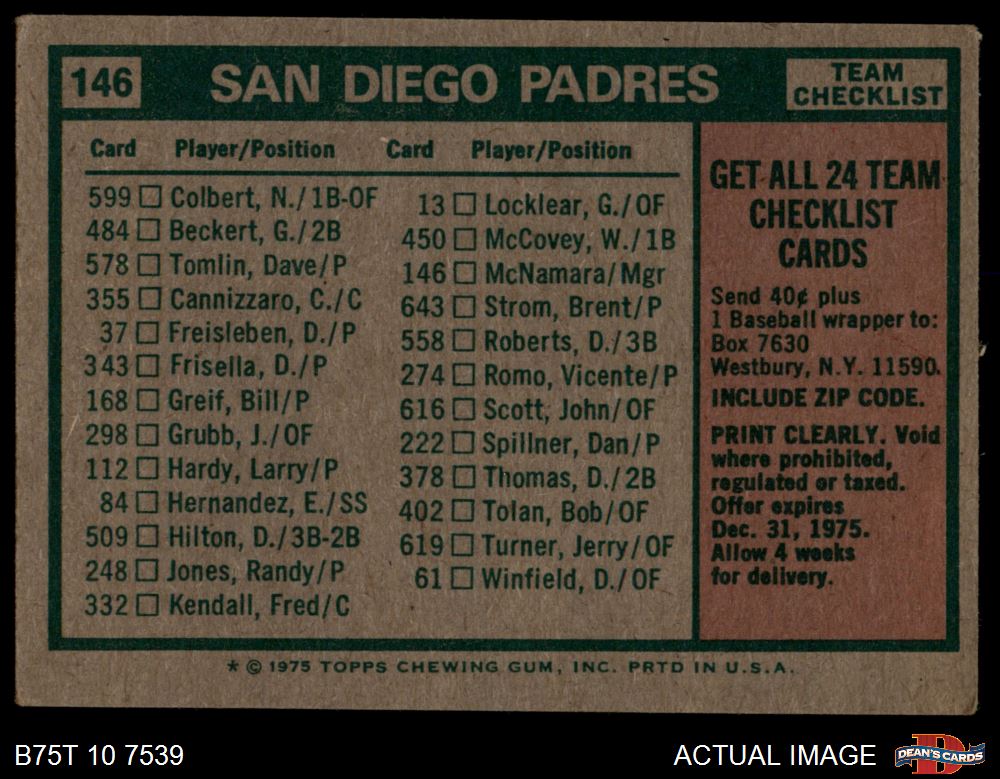 146
SAN DIEGO PADRES
TEAM
CHECKLIST
Card Player/Position
599 Colbert, N./1B-OF
484 Beckert, G./2B
578 Tomlin, Dave/P
355 Cannizzaro, C./C
37 Freisleben, D./P
343 Frisella, D./P
168 Greif, Bill/P
298 Grubb, J./OF
112 Hardy, Larry/P
84 Hernandez, E./SS
509 Hilton, D./3B-2B
248 Jones, Randy/P
332 Kendall, Fred/C
Card Player/Position
13 Locklear, G./OF
450 McCovey, W./1B
146 McNamara/Mgr
643 Strom, Brent/P
558 Roberts, D./3B
274 Romo, Vicente/P
616 Scott, John/OF
222 Spillner, Dan/P
378 Thomas, D./2B
402 Tolan, Bob/OF
619 Turner, Jerry/OF
61 Winfield, D./OF
GET ALL 24 TEAM
CHECKLIST
CARDS
Send 40¢ plus
1 Baseball wrapper to:
Box 7630
Westbury, N.Y. 11590.
INCLUDE ZIP CODE.
PRINT CLEARLY. Void
where prohibited,
regulated or taxed.
Offer expires
Dec. 31, 1975.
Allow 4 weeks
for delivery.
* © 1975 TOPPS CHEWING GUM, INC. PRTD IN U.S.A.
B75T 10 7539
ACTUAL IMAGE
DEAN'S CARDS